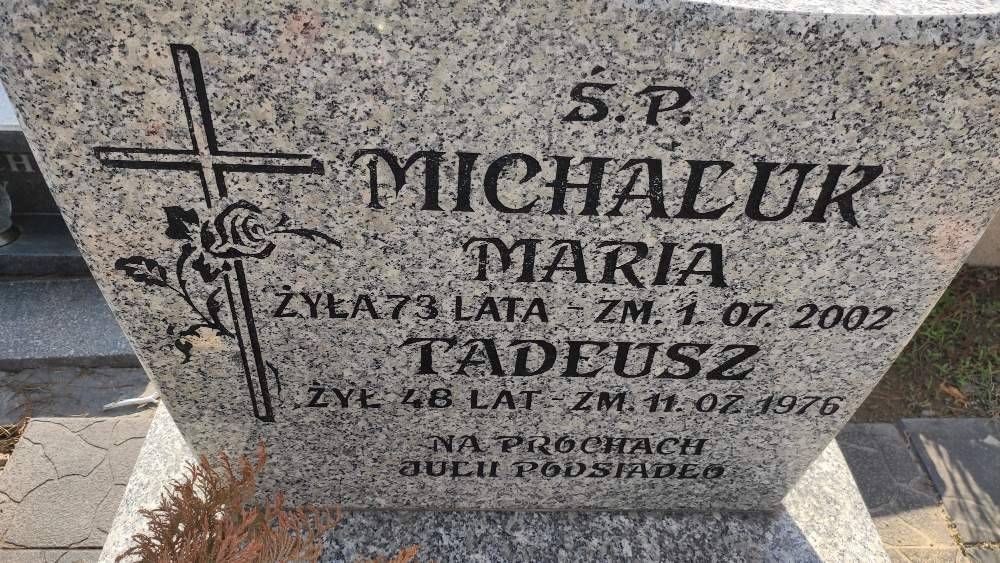 Ś.P.
MICHALUK
MARIA
ŻYŁA 73 LATA - ZM. 1. 07. 2002
TADEUSZ
ŻYŁ 48 LAT - ZM. 11. 07. 1976
NA PROCHACH
JULII PODSIADŁO